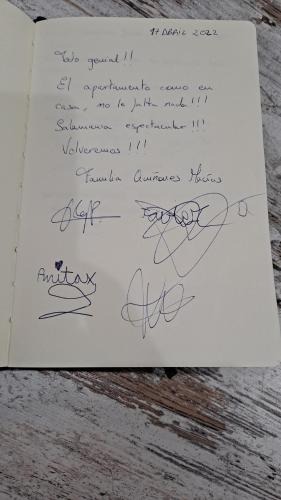 17 ABRIL 2022
Todo genial!!
El apartamento como en
casa, no le falta nada!!!
Salamanca espectacular!!!
Volveremos!!!
Familia Quiñones Macías
Anitax